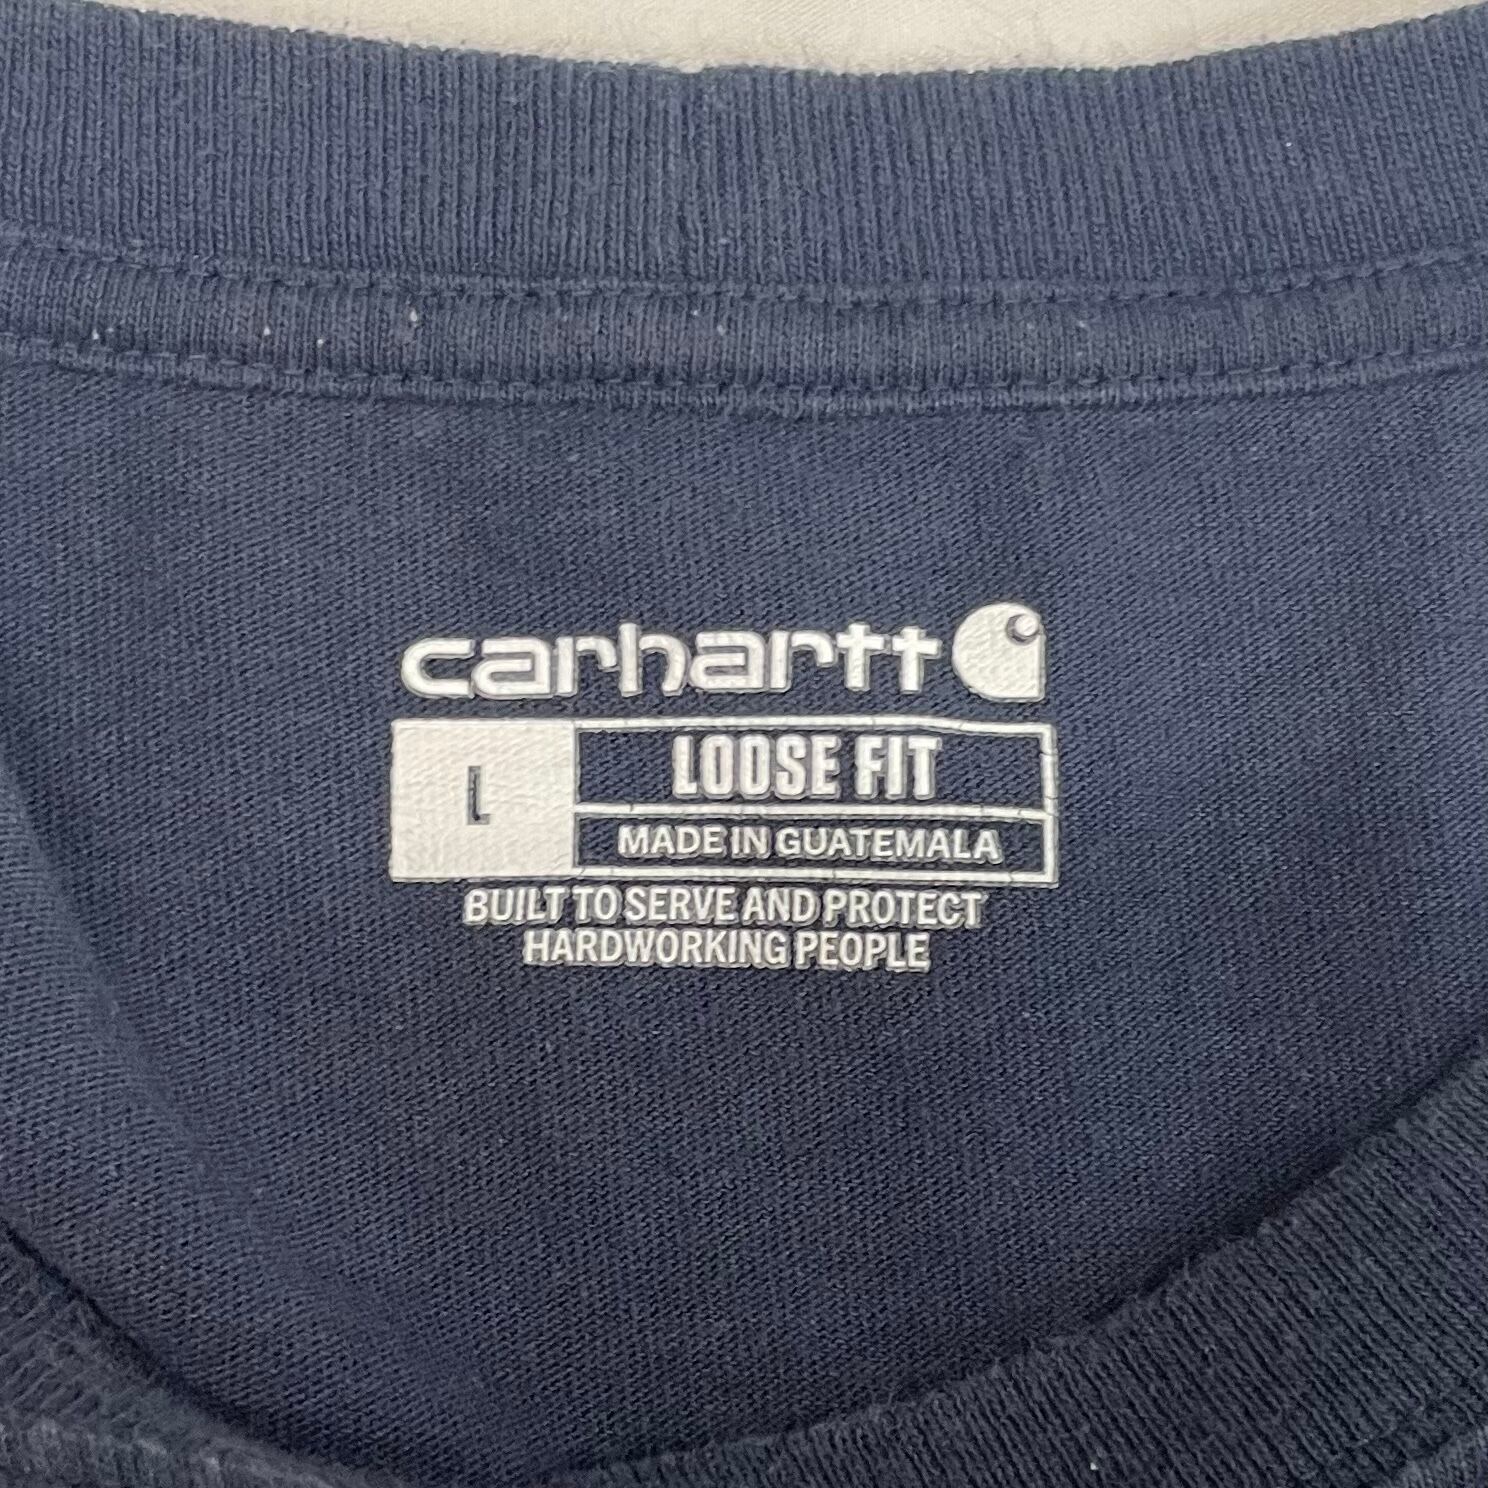 carhartt
L
LOOSE FIT
MADE IN GUATEMALA
BUILT TO SERVE AND PROTECT
HARDWORKING PEOPLE